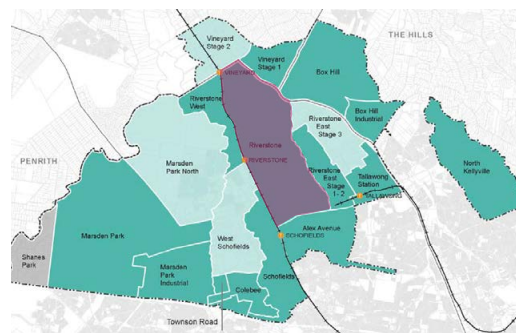 Vineyard
Stage 2
THE HILLS
Vineyard
Stage 1
VINEYARD
Box Hill
Riverstone
West
Box Hill
Industrial
Riverstone
East
Stage 3
Riverstone
RIVERSTONE
PENRITH
Marsden
Park North
North
Kellyville
Riverstone
East
Stage
1-2
Tallawong
Station
TALLAWONG
Marsden Park
West
Schofields
Alex Avenue
SCHOFIELDS
Shanes
Park
Marsden
Park
Industrial
Schofields
Colebee
Townson Road